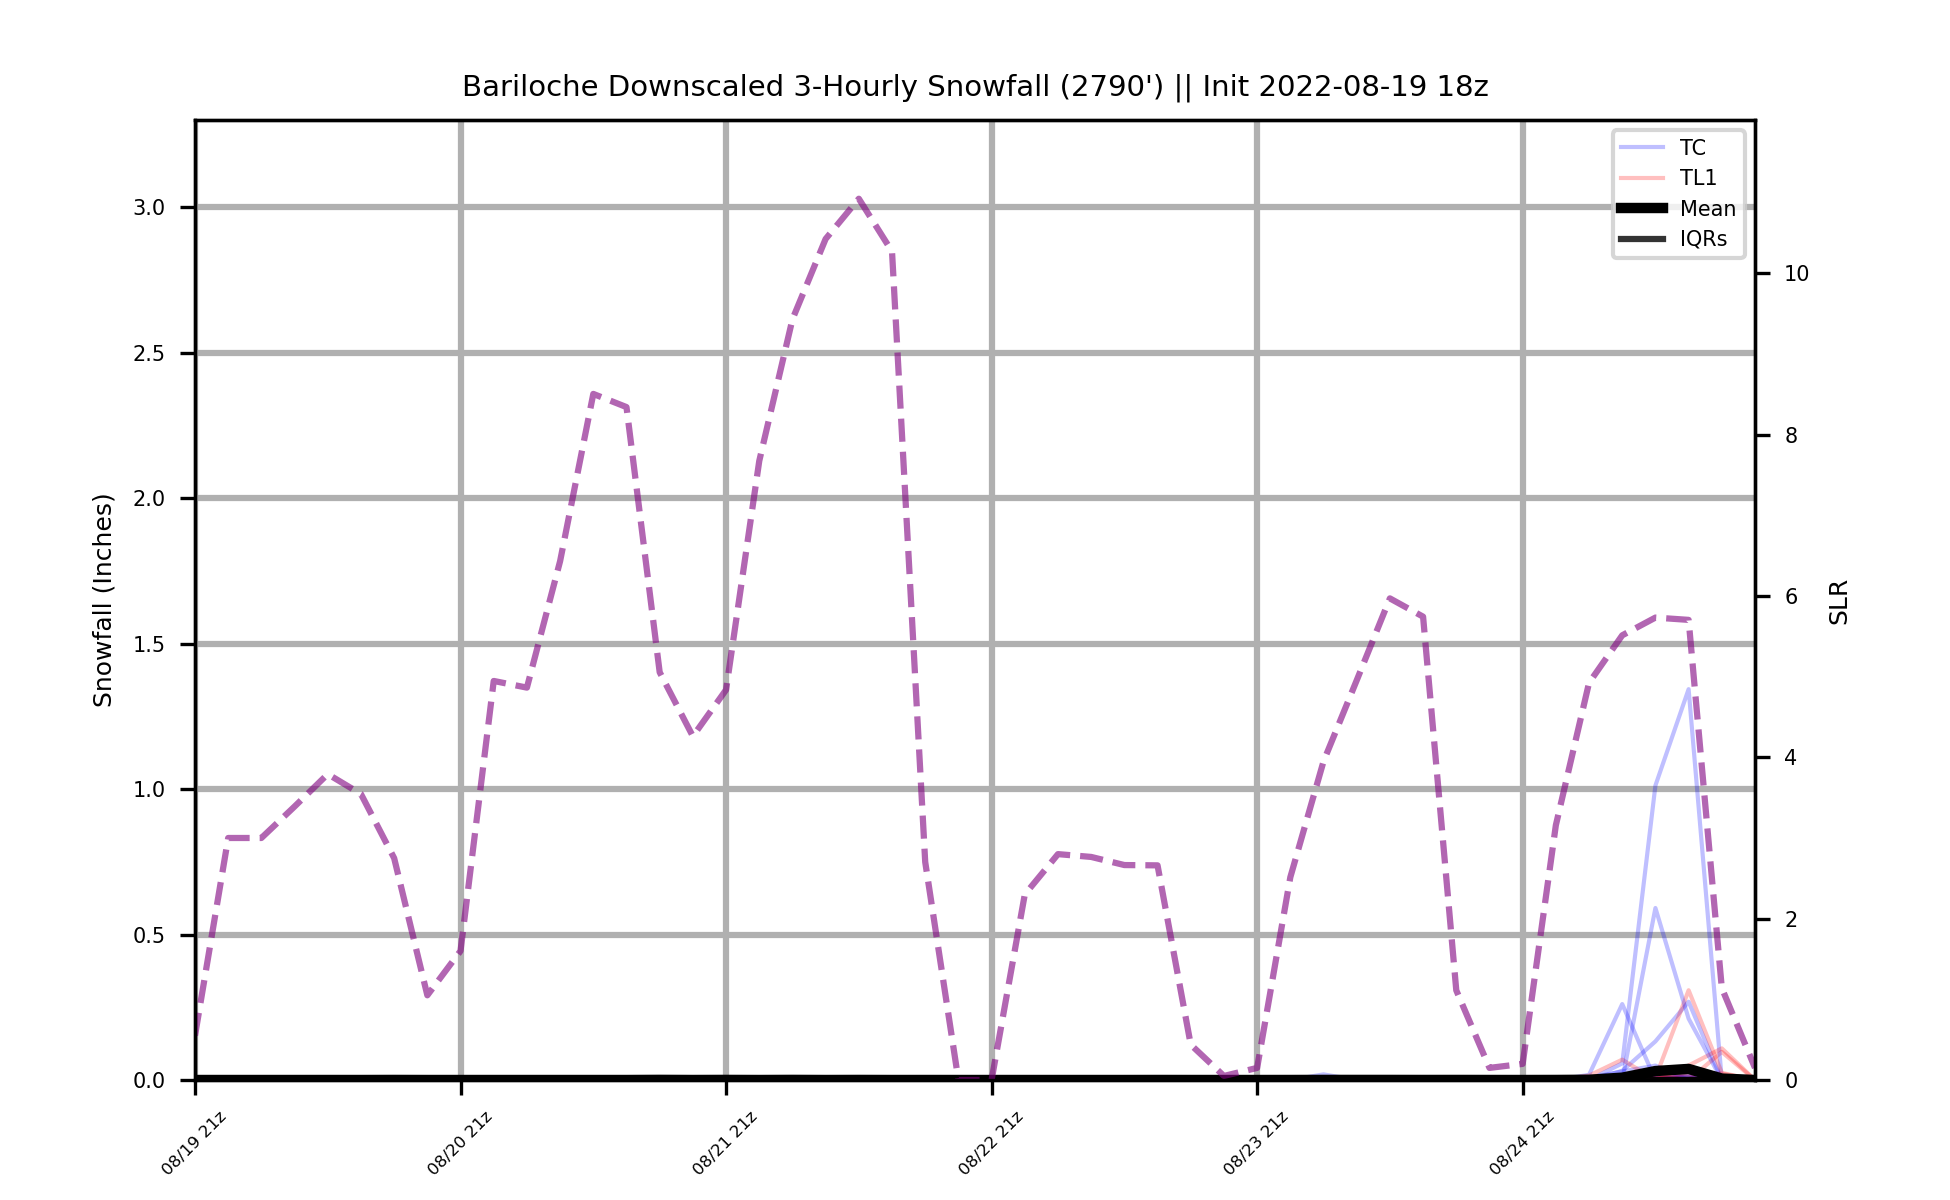 Bariloche Downscaled 3-Hourly Snowfall (2790') || Init 2022-08-19 18z
TC
TL1
Mean
IQRs
Snowfall (Inches)
3.0
2.5
2.0
1.5
1.0
0.5
0.0
10
8
6
4
2
0
SLR
08/19 21z
08/20 21z
08/21 21z
08/22 21z
08/23 21z
08/24 21z